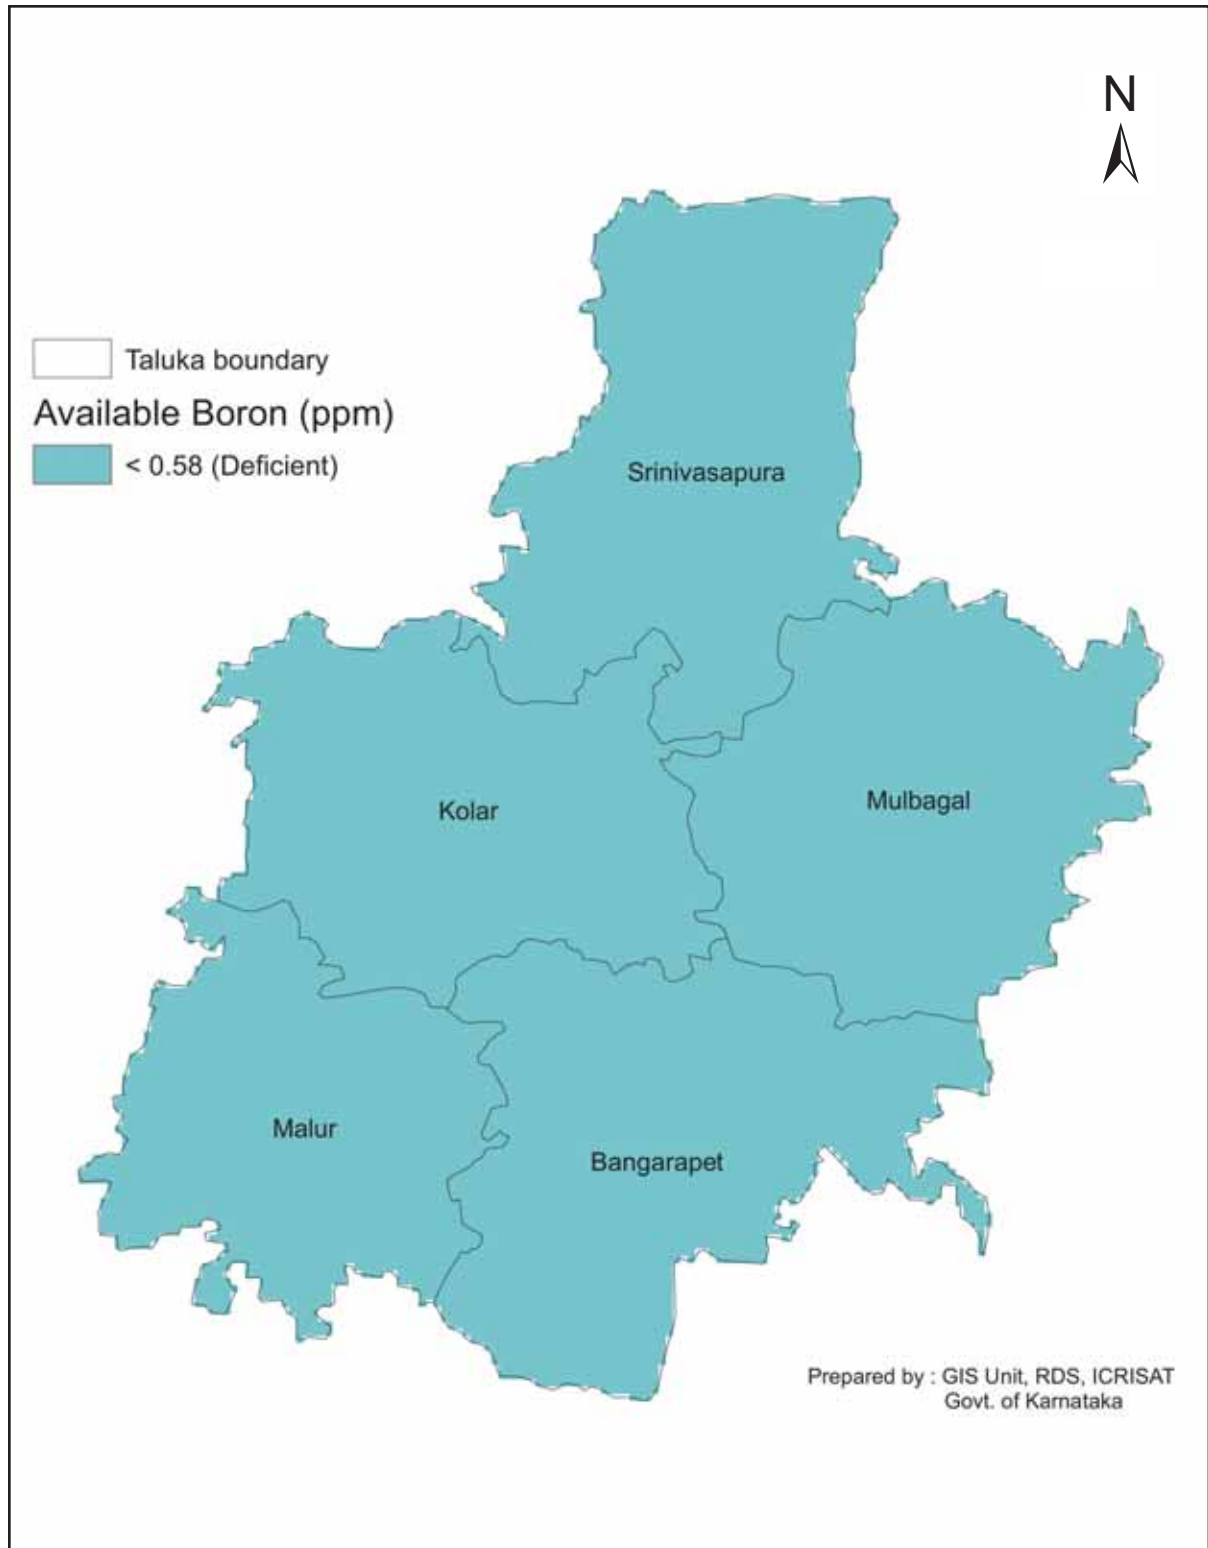 N
Taluka boundary
Available Boron (ppm)
< 0.58 (Deficient)
Srinivasapura
Kolar
Mulbagal
Malur
Bangarapet
Prepared by : GIS Unit, RDS, ICRISAT
Govt. of Karnataka